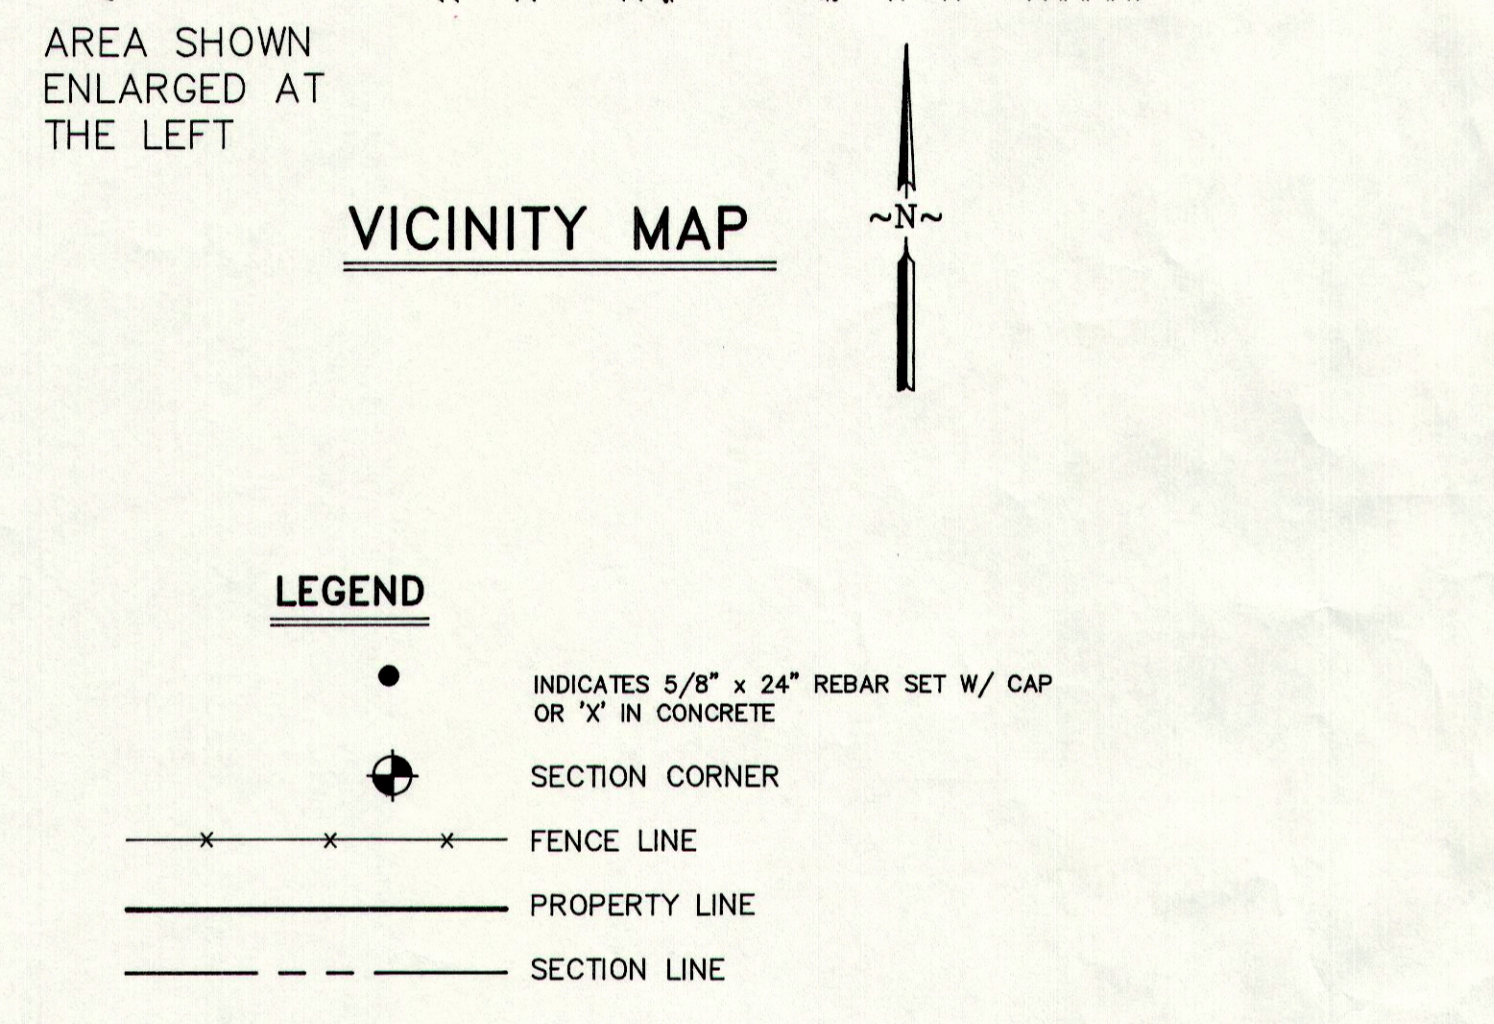 AREA SHOWN
ENLARGED AT
THE LEFT
VICINITY MAP
~N~
LEGEND
INDICATES 5/8" x 24" REBAR SET W/ CAP
OR 'X' IN CONCRETE
SECTION CORNER
FENCE LINE
PROPERTY LINE
SECTION LINE